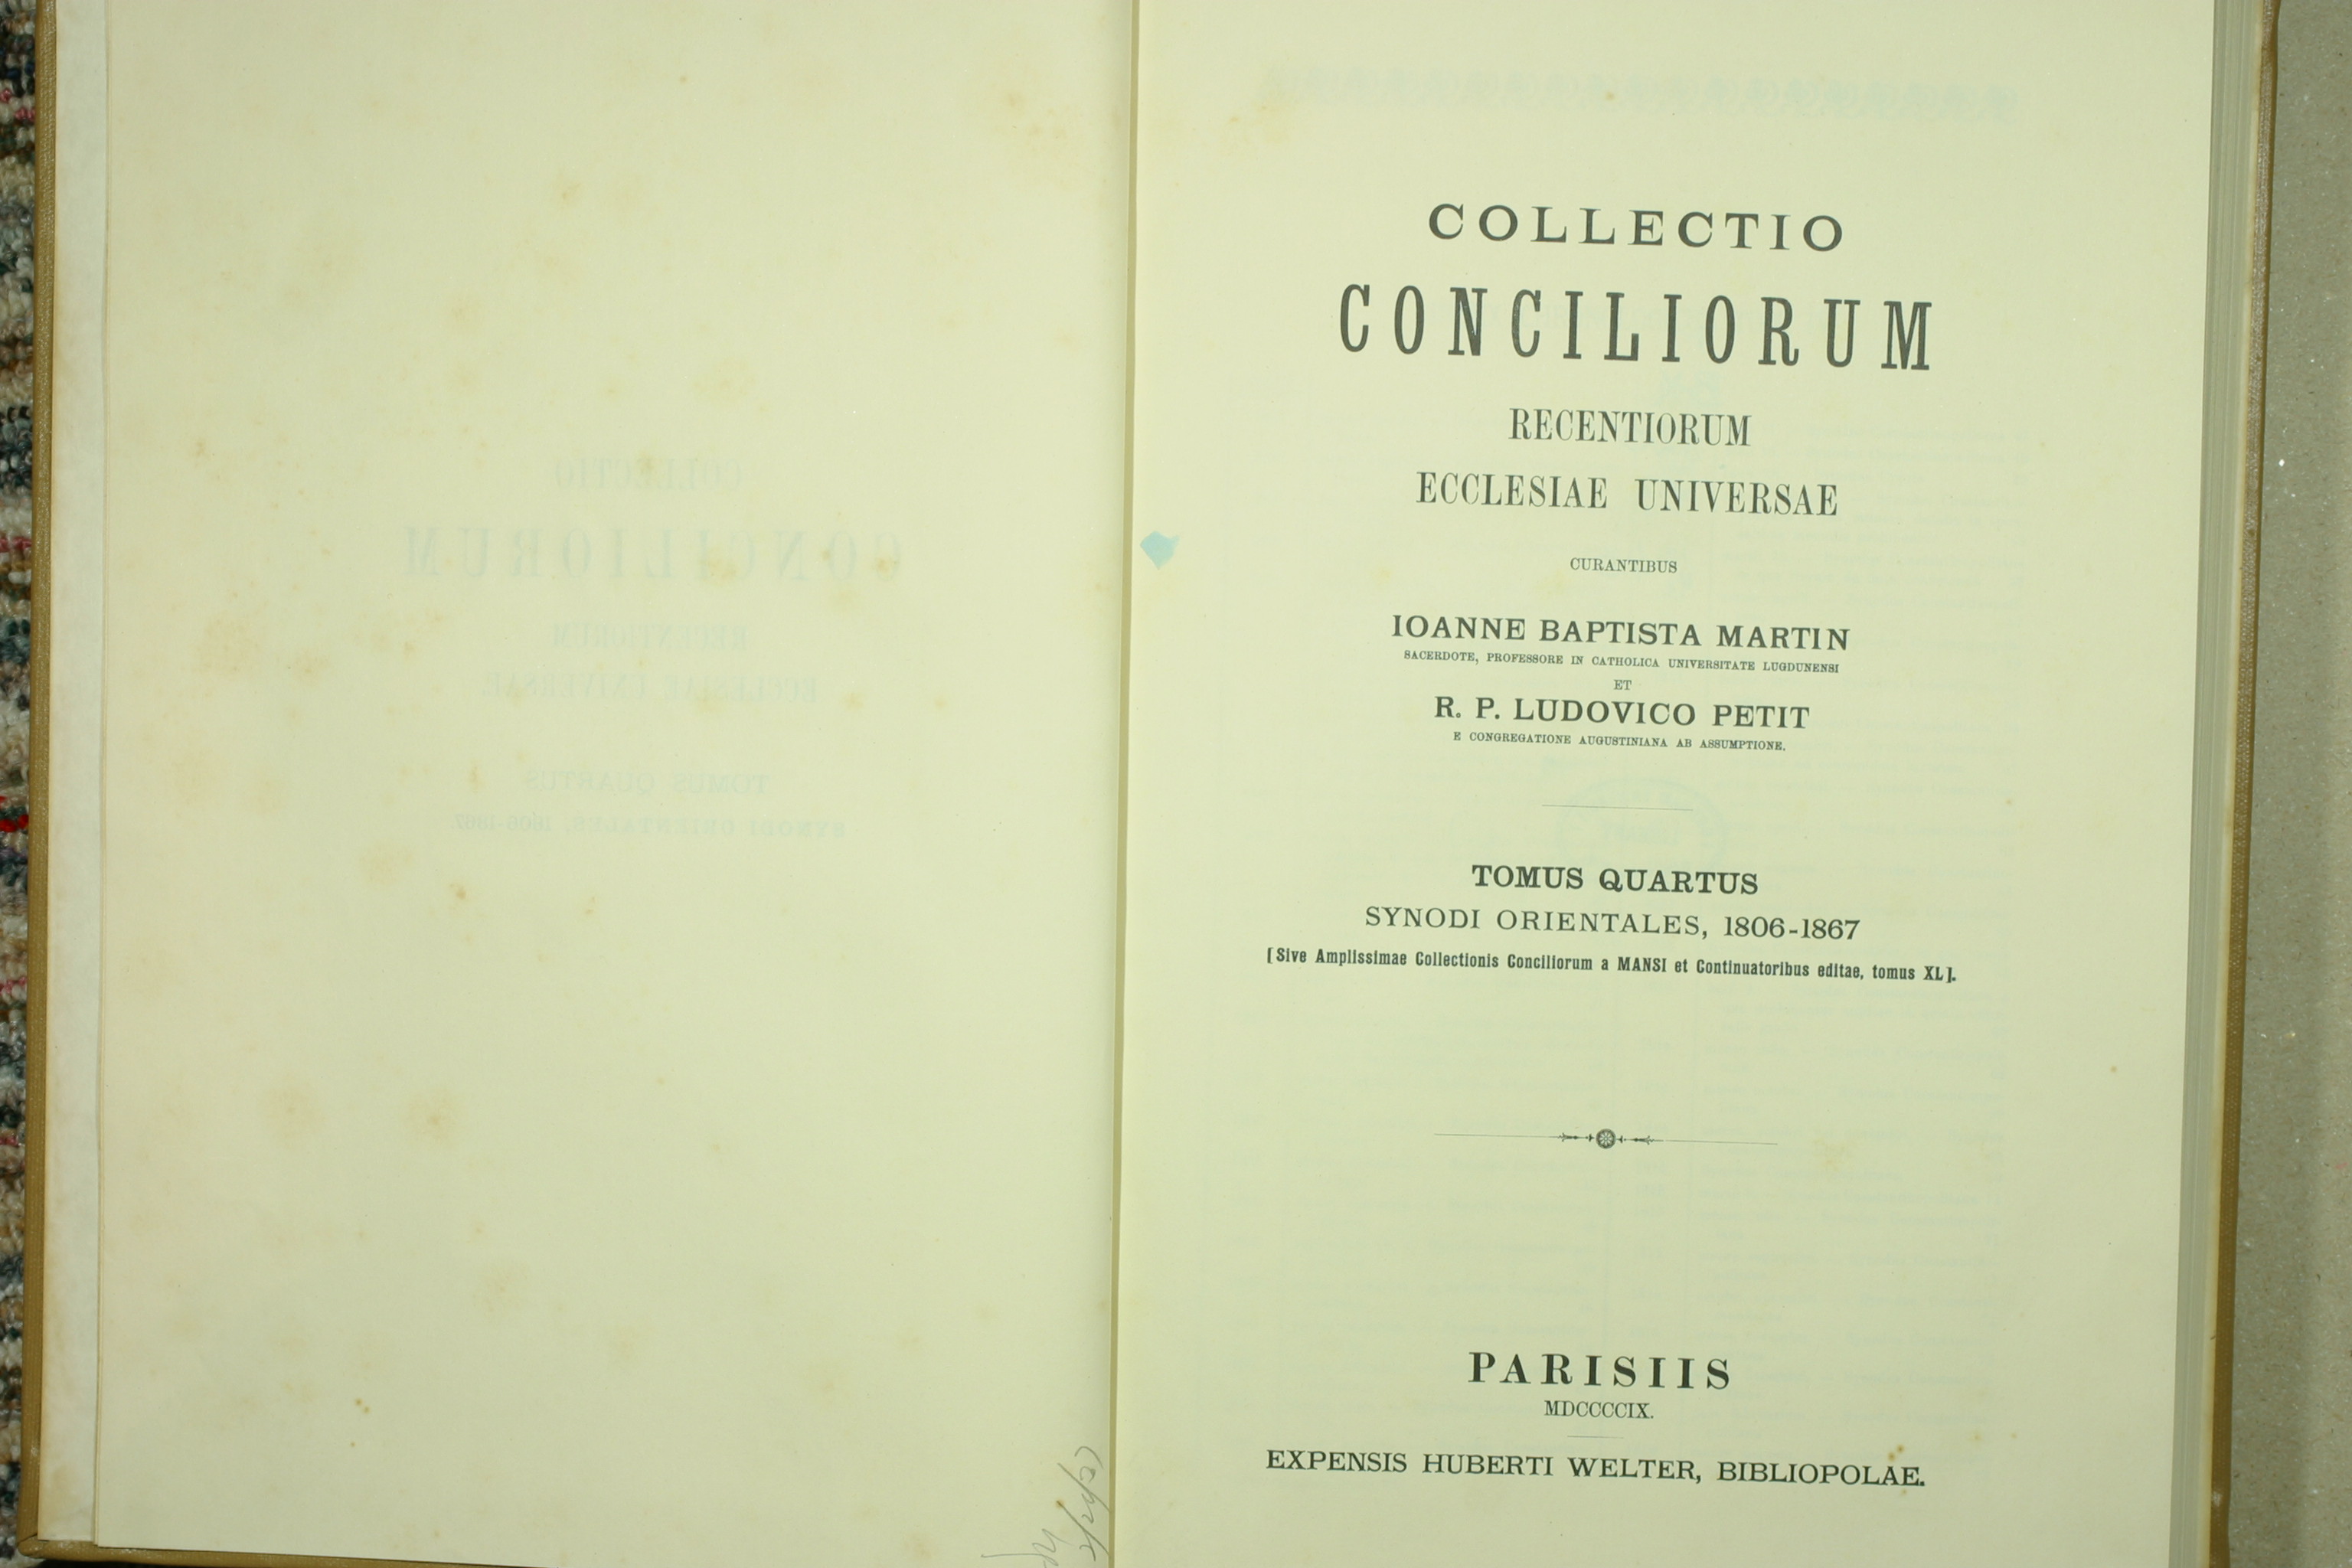 COLLECTIO
CONCILIORUM
RECENTIORUM
ECCLESIAE UNIVERSAE
CURANTIBUS
IOANNE BAPTISTA MARTIN
SACERDOTE, PROFESSORE IN CATHOLICA UNIVERSITATE LUGDUNENSI
ET
R. P. LUDOVICO PETIT
E CONGREGATIONE AUGUSTINIANA AB ASSUMPTIONE.
TOMUS QUARTUS
SYNODI ORIENTALES, 1806-1867
[Sive Amplissimae Collectionis Conciliorum a MANSI et Continuatoribus editae, tomus XL].
PARISIIS
MDCCCCIX.
EXPENSIS HUBERTI WELTER, BIBLIOPOLAE.